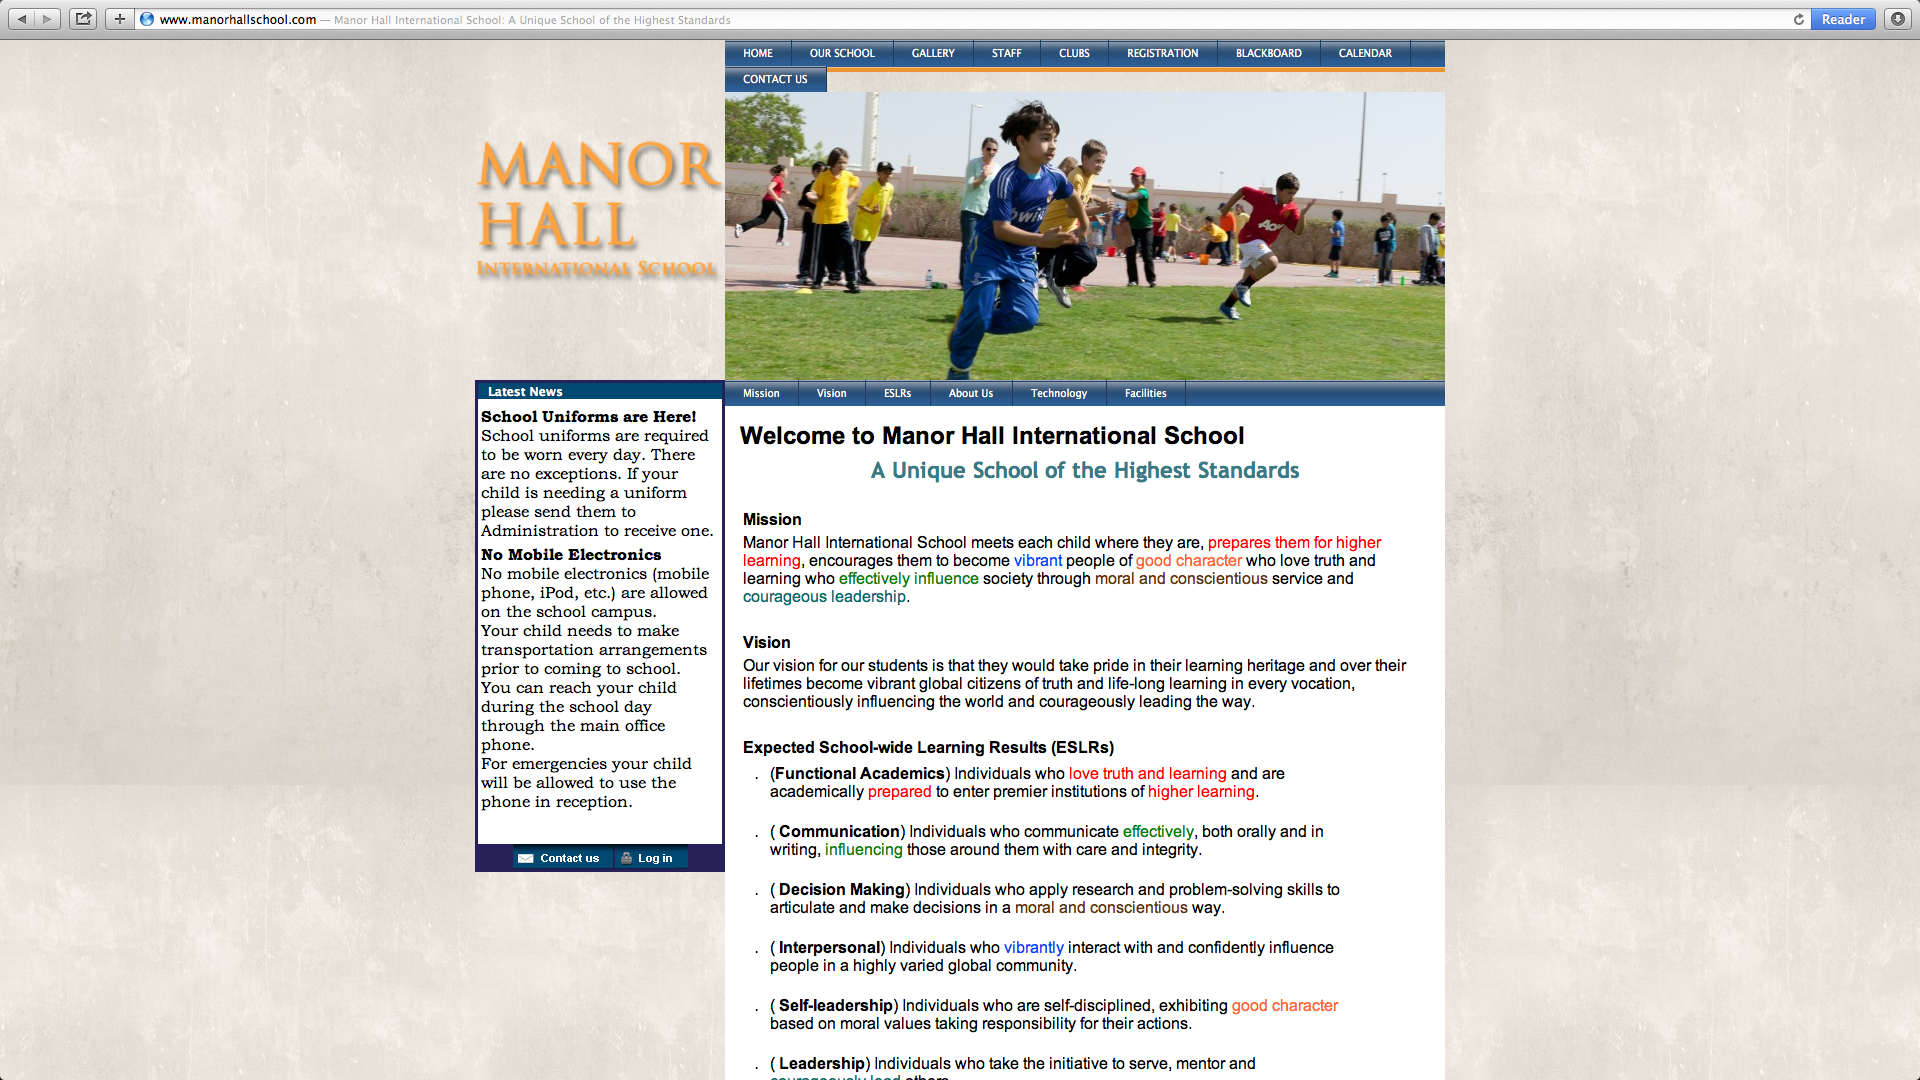 www.manorhallschool.com — Manor Hall International School: A Unique School of the Highest Standards
Reader
HOME OUR SCHOOL GALLERY STAFF CLUBS REGISTRATION BLACKBOARD CALENDAR
CONTACT US
MANOR
HALL
INTERNATIONAL SCHOOL
bwin
AON
Latest News
School Uniforms are Here!
School uniforms are required
to be worn every day. There
are no exceptions. If your
child is needing a uniform
please send them to
Administration to receive one.
No Mobile Electronics
No mobile electronics (mobile
phone, iPod, etc.) are allowed
on the school campus.
Your child needs to make
transportation arrangements
prior to coming to school.
You can reach your child
during the school day
through the main office
phone.
For emergencies your child
will be allowed to use the
phone in reception.
Contact us Log in
Mission Vision ESLRs About Us Technology Facilities
Welcome to Manor Hall International School
A Unique School of the Highest Standards
Mission
Manor Hall International School meets each child where they are, prepares them for higher
learning, encourages them to become vibrant people of good character who love truth and
learning who effectively influence society through moral and conscientious service and
courageous leadership.
Vision
Our vision for our students is that they would take pride in their learning heritage and over their
lifetimes become vibrant global citizens of truth and life-long learning in every vocation,
conscientiously influencing the world and courageously leading the way.
Expected School-wide Learning Results (ESLRs)
. (Functional Academics) Individuals who love truth and learning and are
academically prepared to enter premier institutions of higher learning.
. ( Communication) Individuals who communicate effectively, both orally and in
writing, influencing those around them with care and integrity.
. ( Decision Making) Individuals who apply research and problem-solving skills to
articulate and make decisions in a moral and conscientious way.
. ( Interpersonal) Individuals who vibrantly interact with and confidently influence
people in a highly varied global community.
. ( Self-leadership) Individuals who are self-disciplined, exhibiting good character
based on moral values taking responsibility for their actions.
. ( Leadership) Individuals who take the initiative to serve, mentor and
courageously lead others